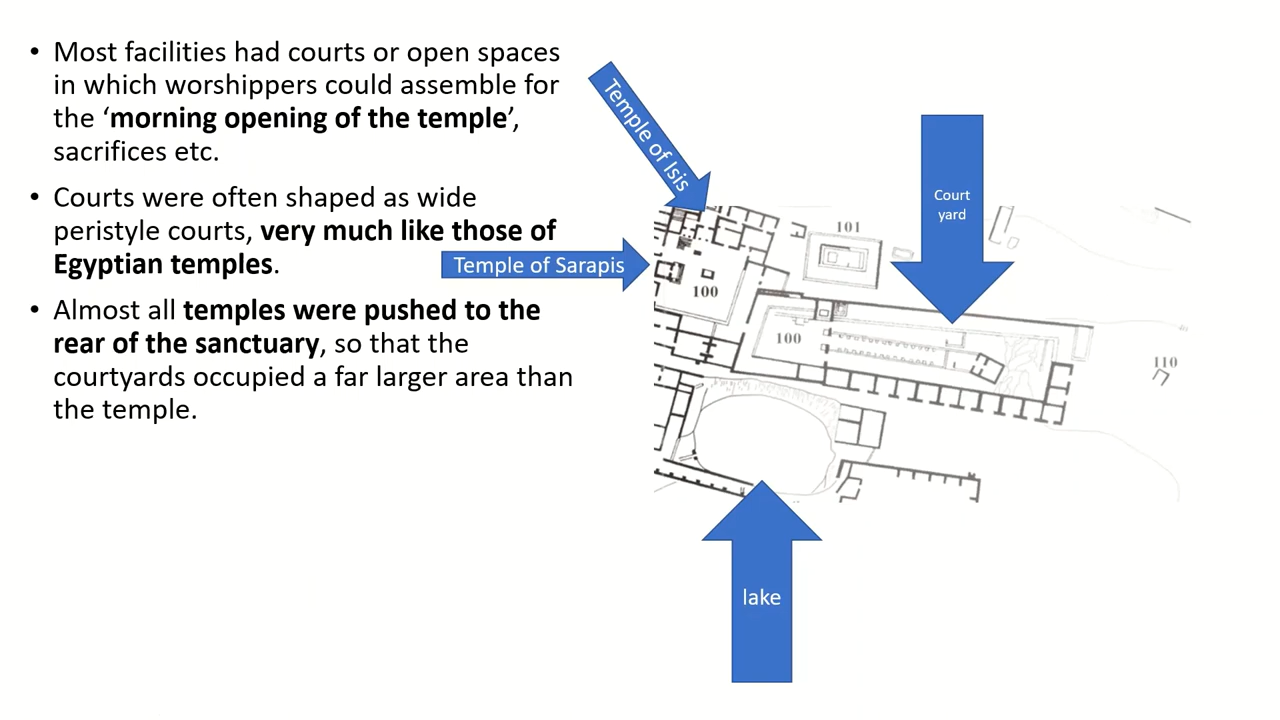 • Most facilities had courts or open spaces
in which worshippers could assemble for
the ‘morning opening of the temple’,
sacrifices etc.
• Courts were often shaped as wide
peristyle courts, very much like those of
Egyptian temples.
• Almost all temples were pushed to the
rear of the sanctuary, so that the
courtyards occupied a far larger area than
the temple.
Temple of Isis
Temple of Sarapis
Court
yard
101
100
100
110
lake